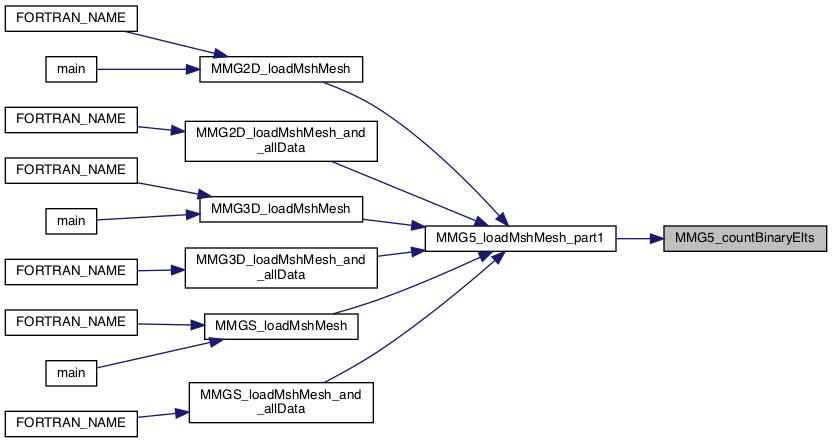 FORTRAN_NAME
main
MMG2D_loadMshMesh
FORTRAN_NAME
MMG2D_loadMshMesh_and
_allData
FORTRAN_NAME
main
MMG3D_loadMshMesh
MMG5_loadMshMesh_part1
MMG5_countBinaryElts
FORTRAN_NAME
MMG3D_loadMshMesh_and
_allData
FORTRAN_NAME
MMGS_loadMshMesh
main
MMGS_loadMshMesh_and
_allData
FORTRAN_NAME